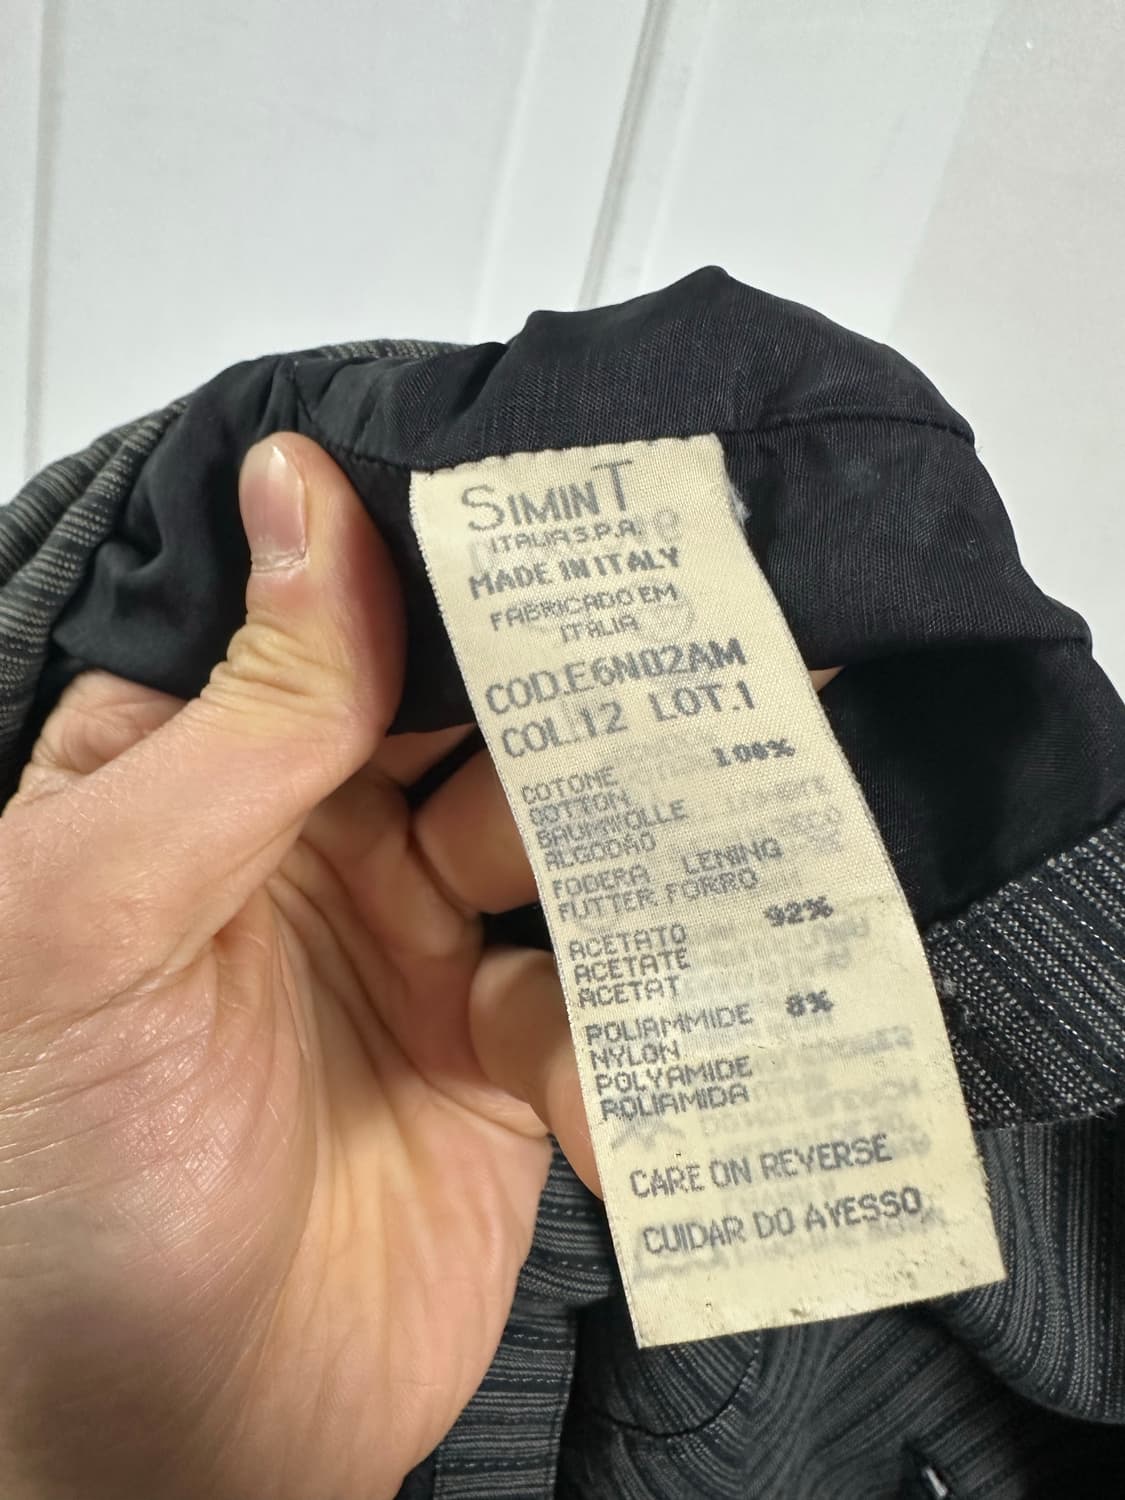 SIMINT
ITALIA S.P.A.
MADE IN ITALY
FABRICADO EM
ITALIA
COD.E6N02AM
COL.12 LOT.1
100%
COTONE
COTTON
BAUMWOLLE
ALGODAO
FODERA LENING
FUTTER FORRO
92%
ACETATO
ACETATE
ACETAT
POLIAMMIDE 8%
NYLON
POLYAMIDE
POLIAMIDA
CARE ON REVERSE
CUIDAR DO AVESSO